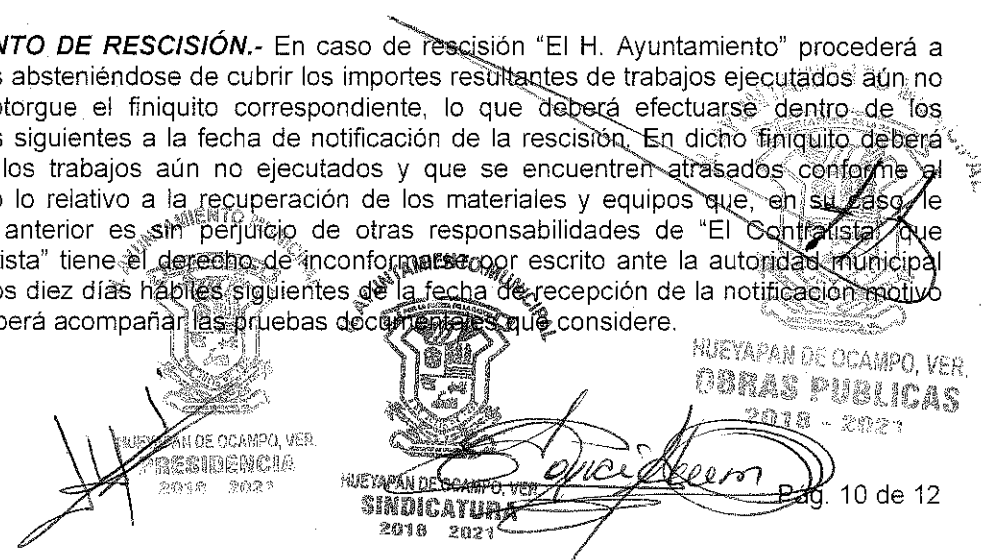 NTO DE RESCISIÓN.- En caso de rescisión “El H. Ayuntamiento” procederá a
s absteniéndose de cubrir los importes resultantes de trabajos ejecutados aún no
otorgue el finiquito correspondiente, lo que deberá efectuarse dentro de los
s siguientes a la fecha de notificación de la rescisión. En dicho finiquito deberá
los trabajos aún no ejecutados y que se encuentren atrasados conforme al
o lo relativo a la recuperación de los materiales y equipos que, en su caso, le
anterior es sin perjuicio de otras responsabilidades de “El Contratista” que
ista” tiene el derecho de inconformarse por escrito ante la autoridad municipal
os diez días hábiles siguientes de la fecha de recepción de la notificación motivo
berá acompañar las pruebas documentales que considere.
AYUNTAMIENTO MUNICIPAL
HUEYAPAN DE OCAMPO, VER.
OBRAS PUBLICAS
2018 - 2021
HUEYAPAN DE OCAMPO, VER.
PRESIDENCIA
2018 2021
HUEYAPAN DE OCAMPO, VER.
SINDICATURA
2018 2021
Pág. 10 de 12